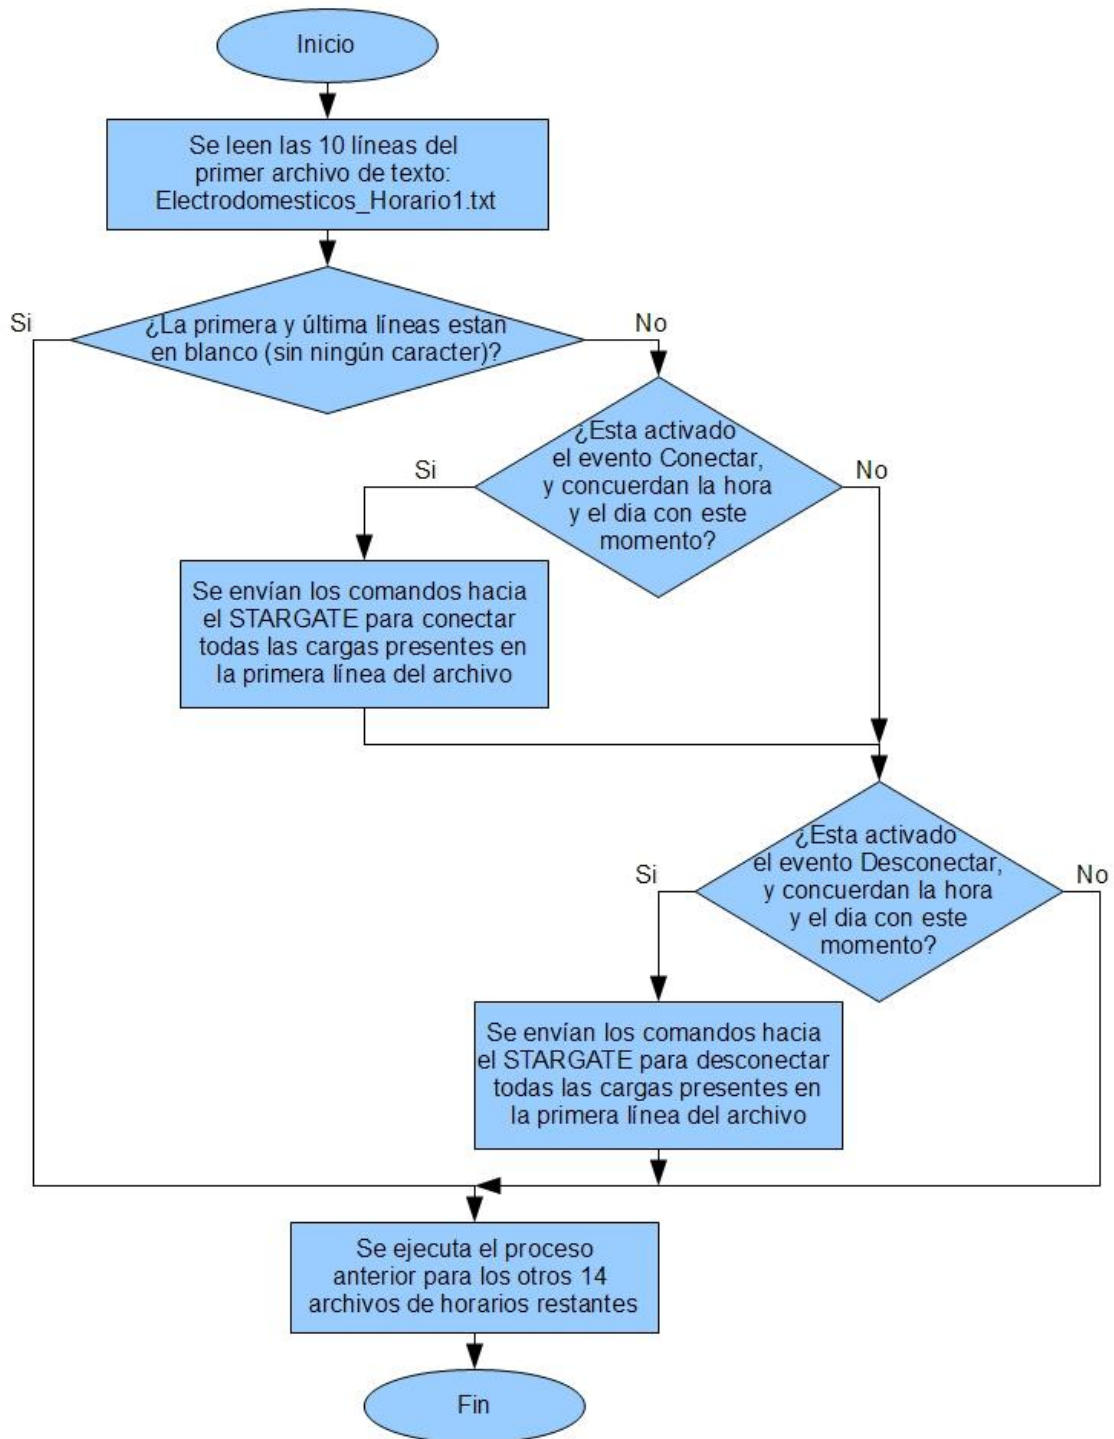 Inicio
Se leen las 10 líneas del
primer archivo de texto:
Electrodomesticos_Horario1.txt
Si
¿La primera y última líneas estan
en blanco (sin ningún caracter)?
No
¿Esta activado
el evento Conectar,
y concuerdan la hora
y el dia con este
momento?
Si
No
Se envían los comandos hacia
el STARGATE para conectar
todas las cargas presentes en
la primera línea del archivo
¿Esta activado
el evento Desconectar,
y concuerdan la hora
y el dia con este
momento?
Si
No
Se envían los comandos hacia
el STARGATE para desconectar
todas las cargas presentes en
la primera línea del archivo
Se ejecuta el proceso
anterior para los otros 14
archivos de horarios restantes
Fin